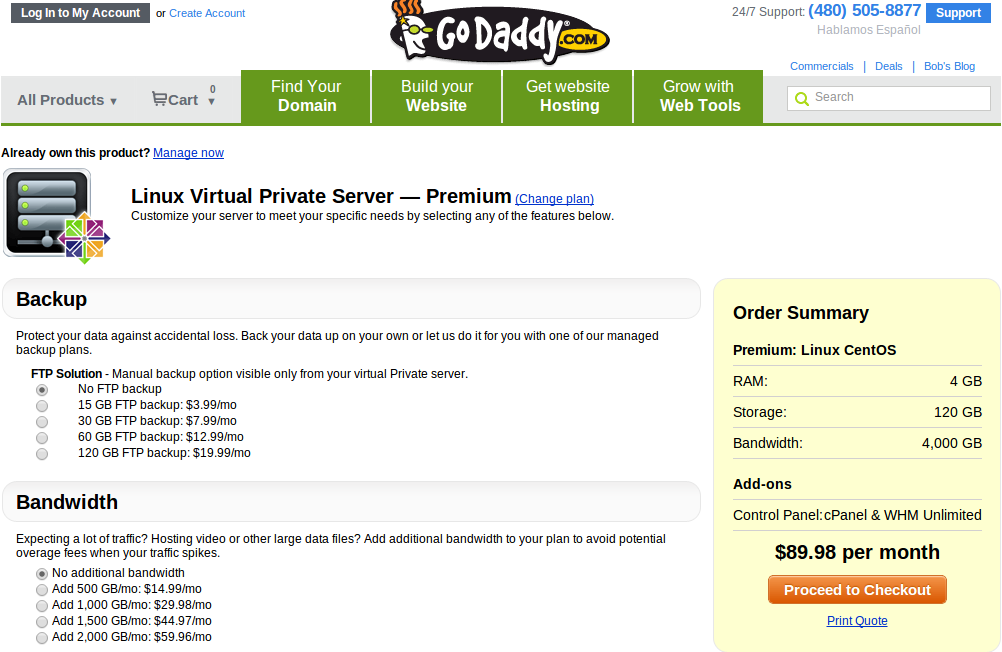 Log In to My Account or Create Account
GoDaddy®.COM
24/7 Support: (480) 505-8877 Support
Hablamos Español
Commercials | Deals | Bob's Blog
All Products ▼
Cart 0 ▼
Find Your
Domain
Build your
Website
Get website
Hosting
Grow with
Web Tools
Search
Already own this product? Manage now
Linux Virtual Private Server — Premium (Change plan)
Customize your server to meet your specific needs by selecting any of the features below.
Backup
Protect your data against accidental loss. Back your data up on your own or let us do it for you with one of our managed
backup plans.
FTP Solution - Manual backup option visible only from your virtual Private server.
No FTP backup
15 GB FTP backup: $3.99/mo
30 GB FTP backup: $7.99/mo
60 GB FTP backup: $12.99/mo
120 GB FTP backup: $19.99/mo
Bandwidth
Expecting a lot of traffic? Hosting video or other large data files? Add additional bandwidth to your plan to avoid potential
overage fees when your traffic spikes.
No additional bandwidth
Add 500 GB/mo: $14.99/mo
Add 1,000 GB/mo: $29.98/mo
Add 1,500 GB/mo: $44.97/mo
Add 2,000 GB/mo: $59.96/mo
Order Summary
Premium: Linux CentOS
RAM: 4 GB
Storage: 120 GB
Bandwidth: 4,000 GB
Add-ons
Control Panel: cPanel & WHM Unlimited
$89.98 per month
Proceed to Checkout
Print Quote